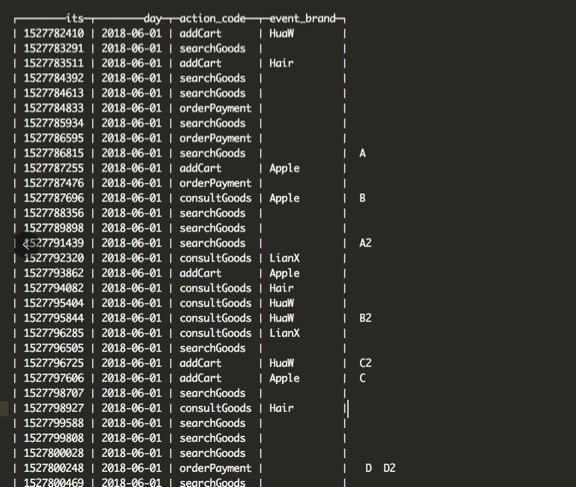 its day action_code event_brand
1527782410 | 2018-06-01 | addCart | HuaW |
1527783291 | 2018-06-01 | searchGoods | |
1527783511 | 2018-06-01 | addCart | Hair |
1527784392 | 2018-06-01 | searchGoods | |
1527784613 | 2018-06-01 | searchGoods | |
1527784833 | 2018-06-01 | orderPayment | |
1527785934 | 2018-06-01 | searchGoods | |
1527786595 | 2018-06-01 | orderPayment | |
1527786815 | 2018-06-01 | searchGoods | | A
1527787255 | 2018-06-01 | addCart | Apple |
1527787476 | 2018-06-01 | orderPayment | |
1527787696 | 2018-06-01 | consultGoods | Apple | B
1527788356 | 2018-06-01 | searchGoods | |
1527789898 | 2018-06-01 | searchGoods | |
1527791439 | 2018-06-01 | searchGoods | | A2
1527792320 | 2018-06-01 | consultGoods | LianX |
1527793862 | 2018-06-01 | addCart | Apple |
1527794082 | 2018-06-01 | consultGoods | Hair |
1527795404 | 2018-06-01 | consultGoods | HuaW |
1527795844 | 2018-06-01 | consultGoods | HuaW | B2
1527796285 | 2018-06-01 | consultGoods | LianX |
1527796505 | 2018-06-01 | searchGoods | |
1527796725 | 2018-06-01 | addCart | HuaW | C2
1527797606 | 2018-06-01 | addCart | Apple | C
1527798707 | 2018-06-01 | searchGoods | |
1527798927 | 2018-06-01 | consultGoods | Hair |
1527799588 | 2018-06-01 | searchGoods | |
1527799808 | 2018-06-01 | searchGoods | |
1527800028 | 2018-06-01 | searchGoods | |
1527800248 | 2018-06-01 | orderPayment | | D D2
1527800469 | 2018-06-01 | searchGoods | |